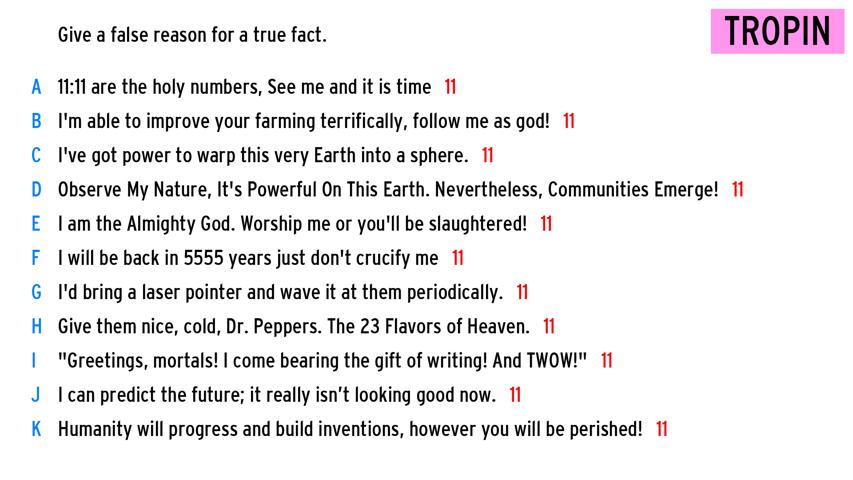 Give a false reason for a true fact.
TROPIN
A 11:11 are the holy numbers, See me and it is time 11
B I'm able to improve your farming terrifically, follow me as god! 11
C I've got power to warp this very Earth into a sphere. 11
D Observe My Nature, It's Powerful On This Earth. Nevertheless, Communities Emerge! 11
E I am the Almighty God. Worship me or you'll be slaughtered! 11
F I will be back in 5555 years just don't crucify me 11
G I'd bring a laser pointer and wave it at them periodically. 11
H Give them nice, cold, Dr. Peppers. The 23 Flavors of Heaven. 11
I "Greetings, mortals! I come bearing the gift of writing! And TWOW!" 11
J I can predict the future; it really isn’t looking good now. 11
K Humanity will progress and build inventions, however you will be perished! 11